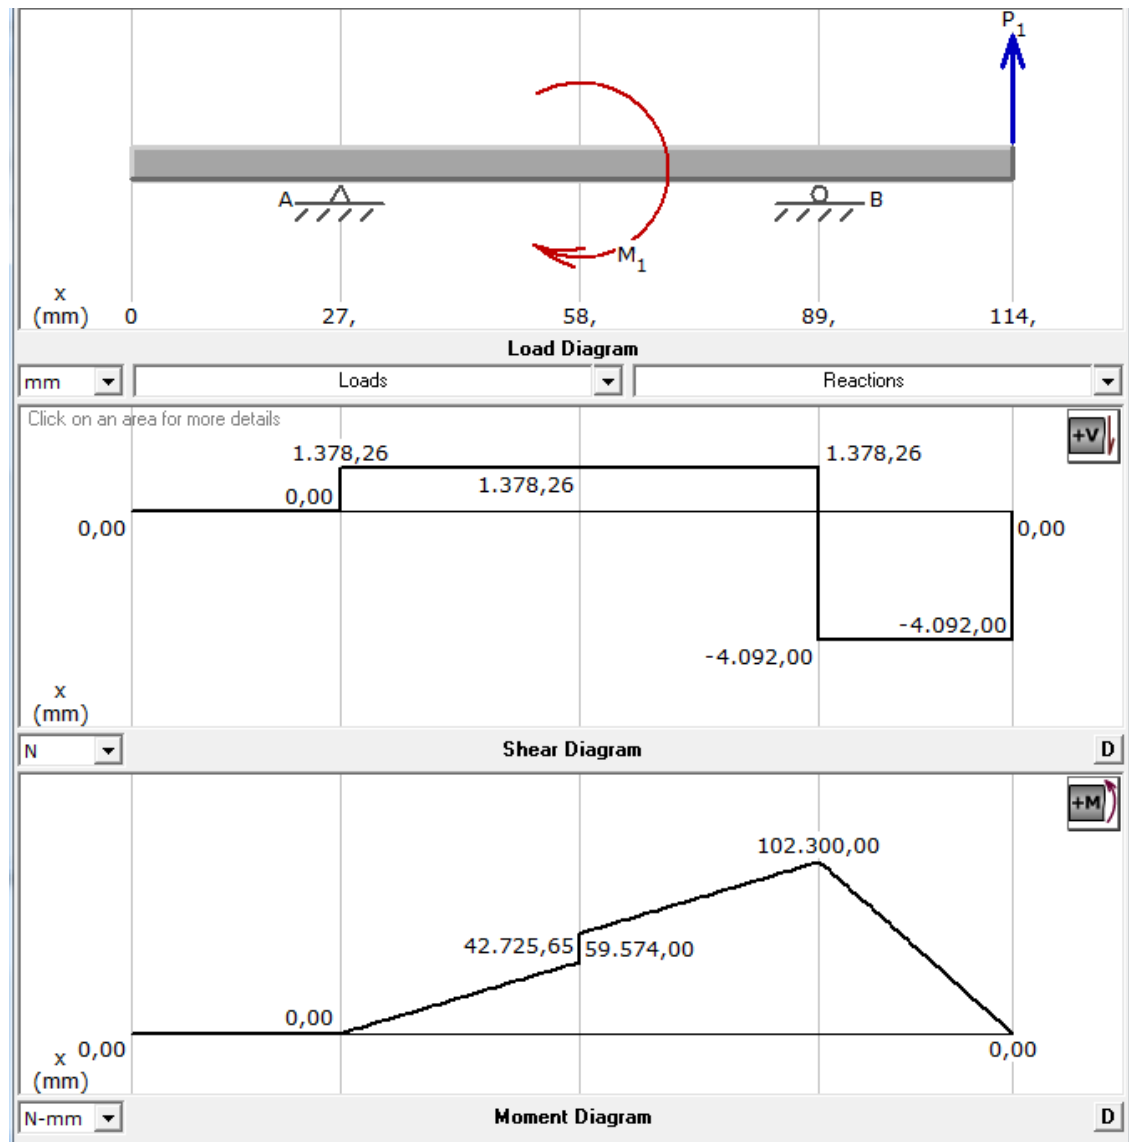 P1
A
B
M1
x
(mm)
0
27,
58,
89,
114,
Load Diagram
mm
Loads
Reactions
Click on an area for more details
+V
1.378,26
1.378,26
1.378,26
0,00
0,00
0,00
-4.092,00
-4.092,00
x
(mm)
N
Shear Diagram
D
+M
102.300,00
42.725,65
59.574,00
0,00
0,00
0,00
x
(mm)
N-mm
Moment Diagram
D